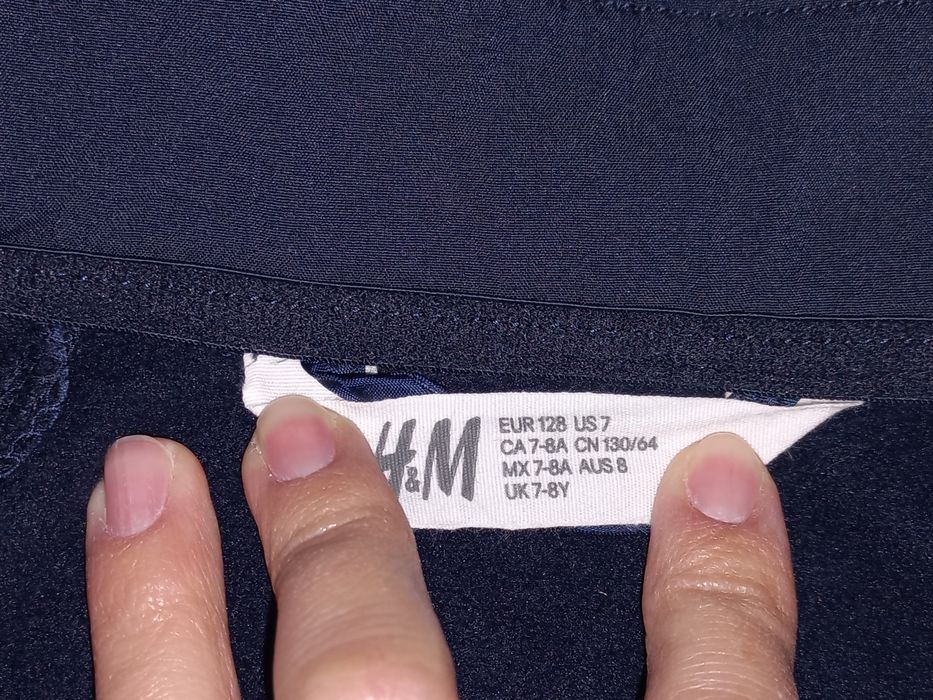 H&M
EUR 128 US 7
CA 7-8A CN 130/64
MX 7-8A AUS 8
UK 7-8Y